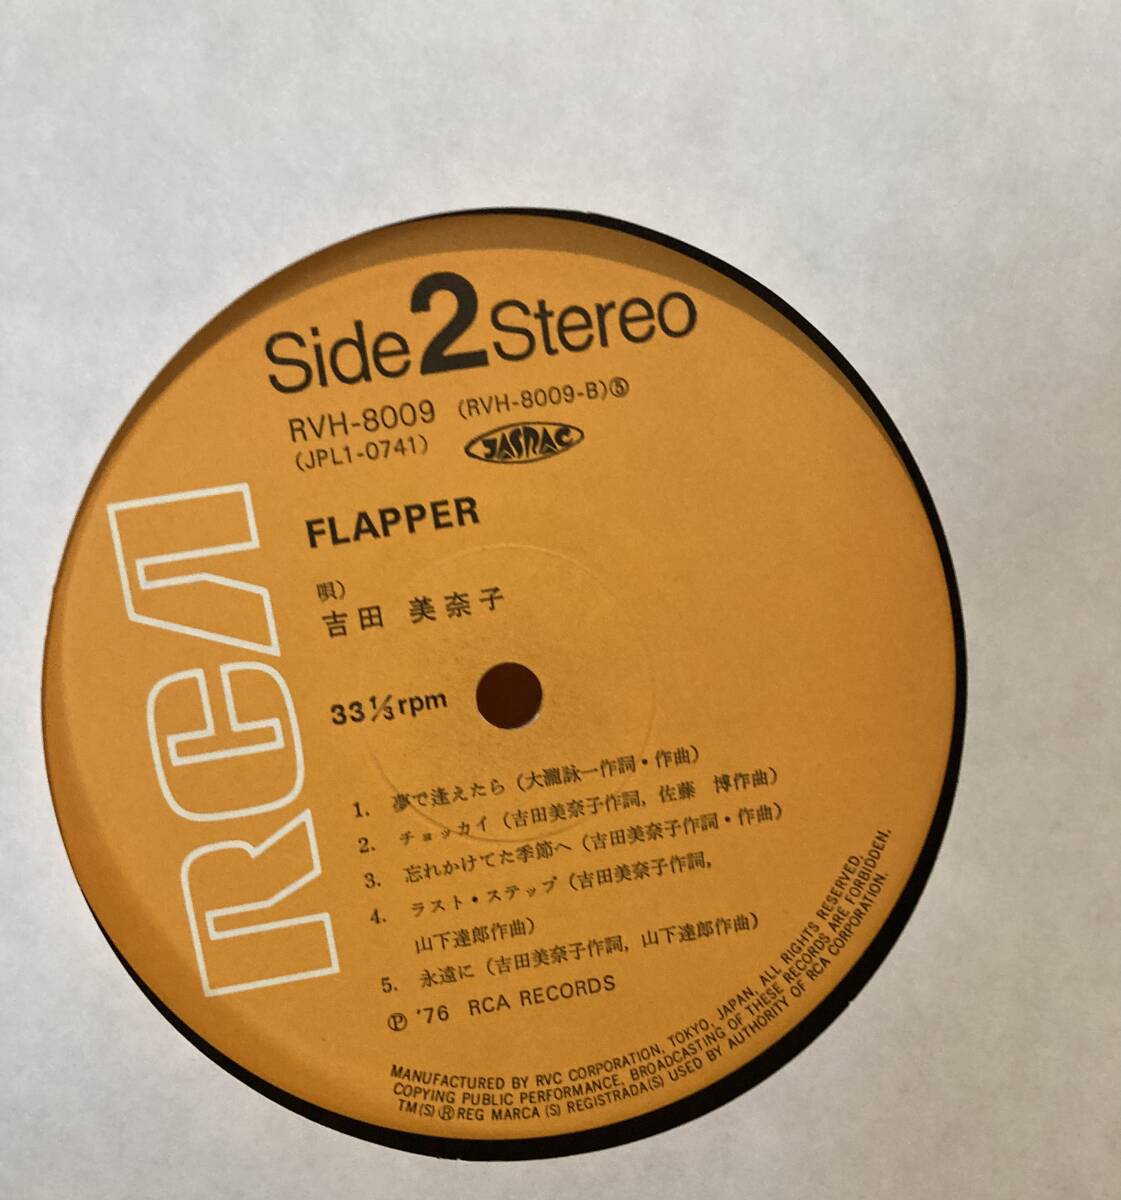 Side 2 Stereo
RVH-8009 (RVH-8009-B)⑤
(JPL1-0741) JASRAC
FLAPPER
唄)
吉田 美奈子
33 1/3 rpm
RCA
1. 夢で逢えたら (大瀧詠一作詞・作曲)
2. チョッカイ (吉田美奈子作詞, 佐藤 博作曲)
3. 忘れかけてた季節へ (吉田美奈子作詞・作曲)
4. ラスト・ステップ (吉田美奈子作詞,
山下達郎作曲)
5. 永遠に (吉田美奈子作詞, 山下達郎作曲)
Ⓟ '76 RCA RECORDS
MANUFACTURED BY RVC CORPORATION, TOKYO, JAPAN, ALL RIGHTS RESERVED,
COPYING PUBLIC PERFORMANCE, BROADCASTING OF THESE RECORDS ARE FORBIDDEN.
TM(S) ® REG MARCA (S) REGISTRADA(S) USED BY AUTHORITY OF RCA CORPORATION.